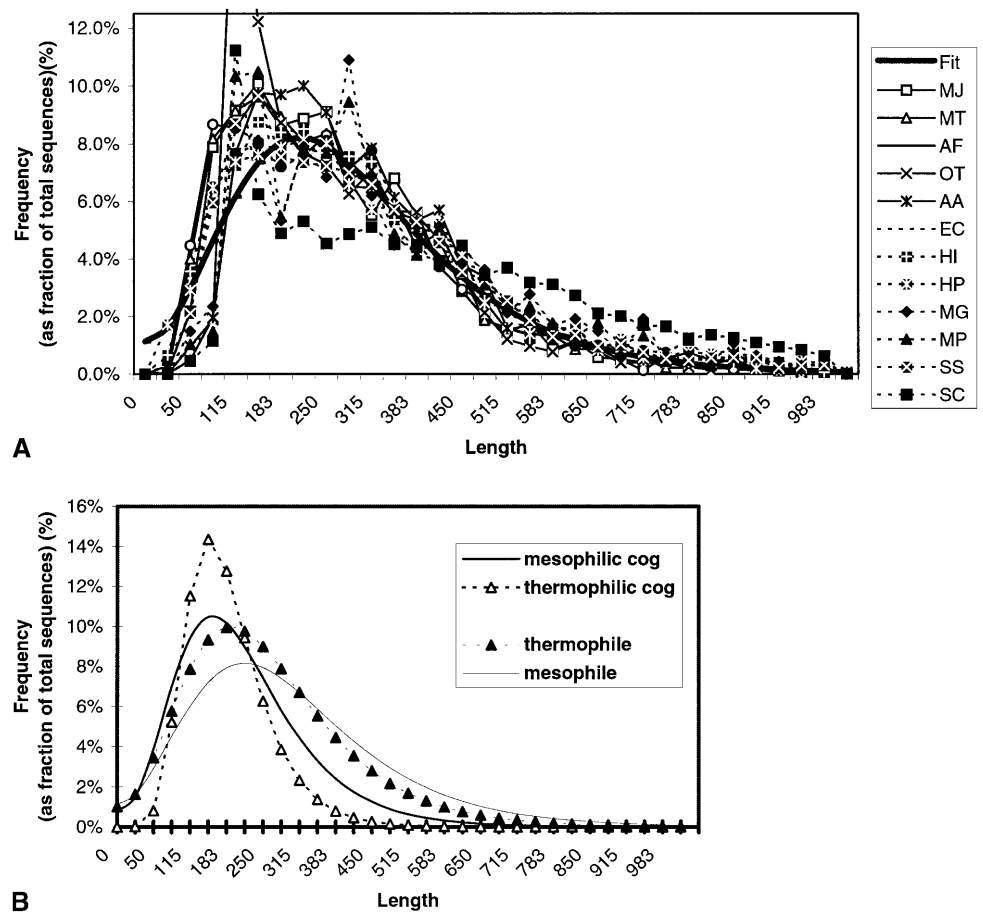 12.0%
10.0%
8.0%
6.0%
4.0%
2.0%
0.0%
Frequency
(as fraction of total sequences)(%)
0 50 115 183 250 315 383 450 515 583 650 715 783 850 915 983
Length
A
Fit
MJ
MT
AF
OT
AA
EC
HI
HP
MG
MP
SS
SC
16%
14%
12%
10%
8%
6%
4%
2%
0%
Frequency
(as fraction of total sequences) (%)
mesophilic cog
thermophilic cog
thermophile
mesophile
0 50 115 183 250 315 383 450 515 583 650 715 783 850 915 983
Length
B